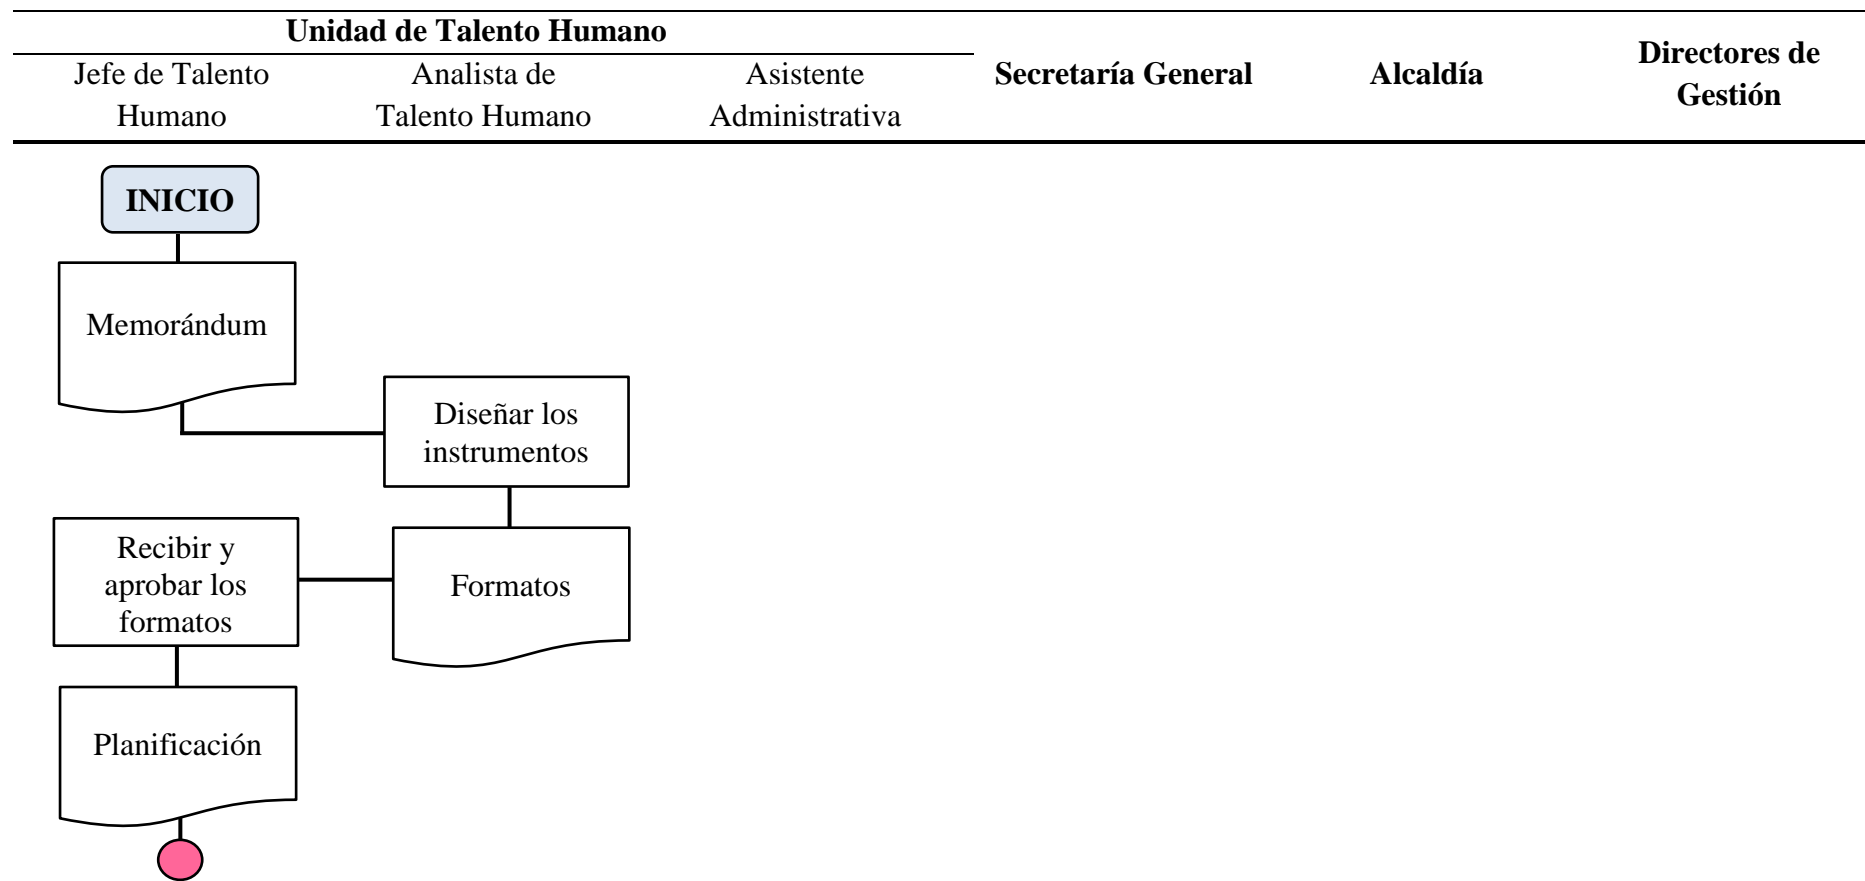 Unidad de Talento Humano
Jefe de Talento
Humano
Analista de
Talento Humano
Asistente
Administrativa
Secretaría General
Alcaldía
Directores de
Gestión
INICIO
Memorándum
Diseñar los
instrumentos
Formatos
Recibir y
aprobar los
formatos
Planificación